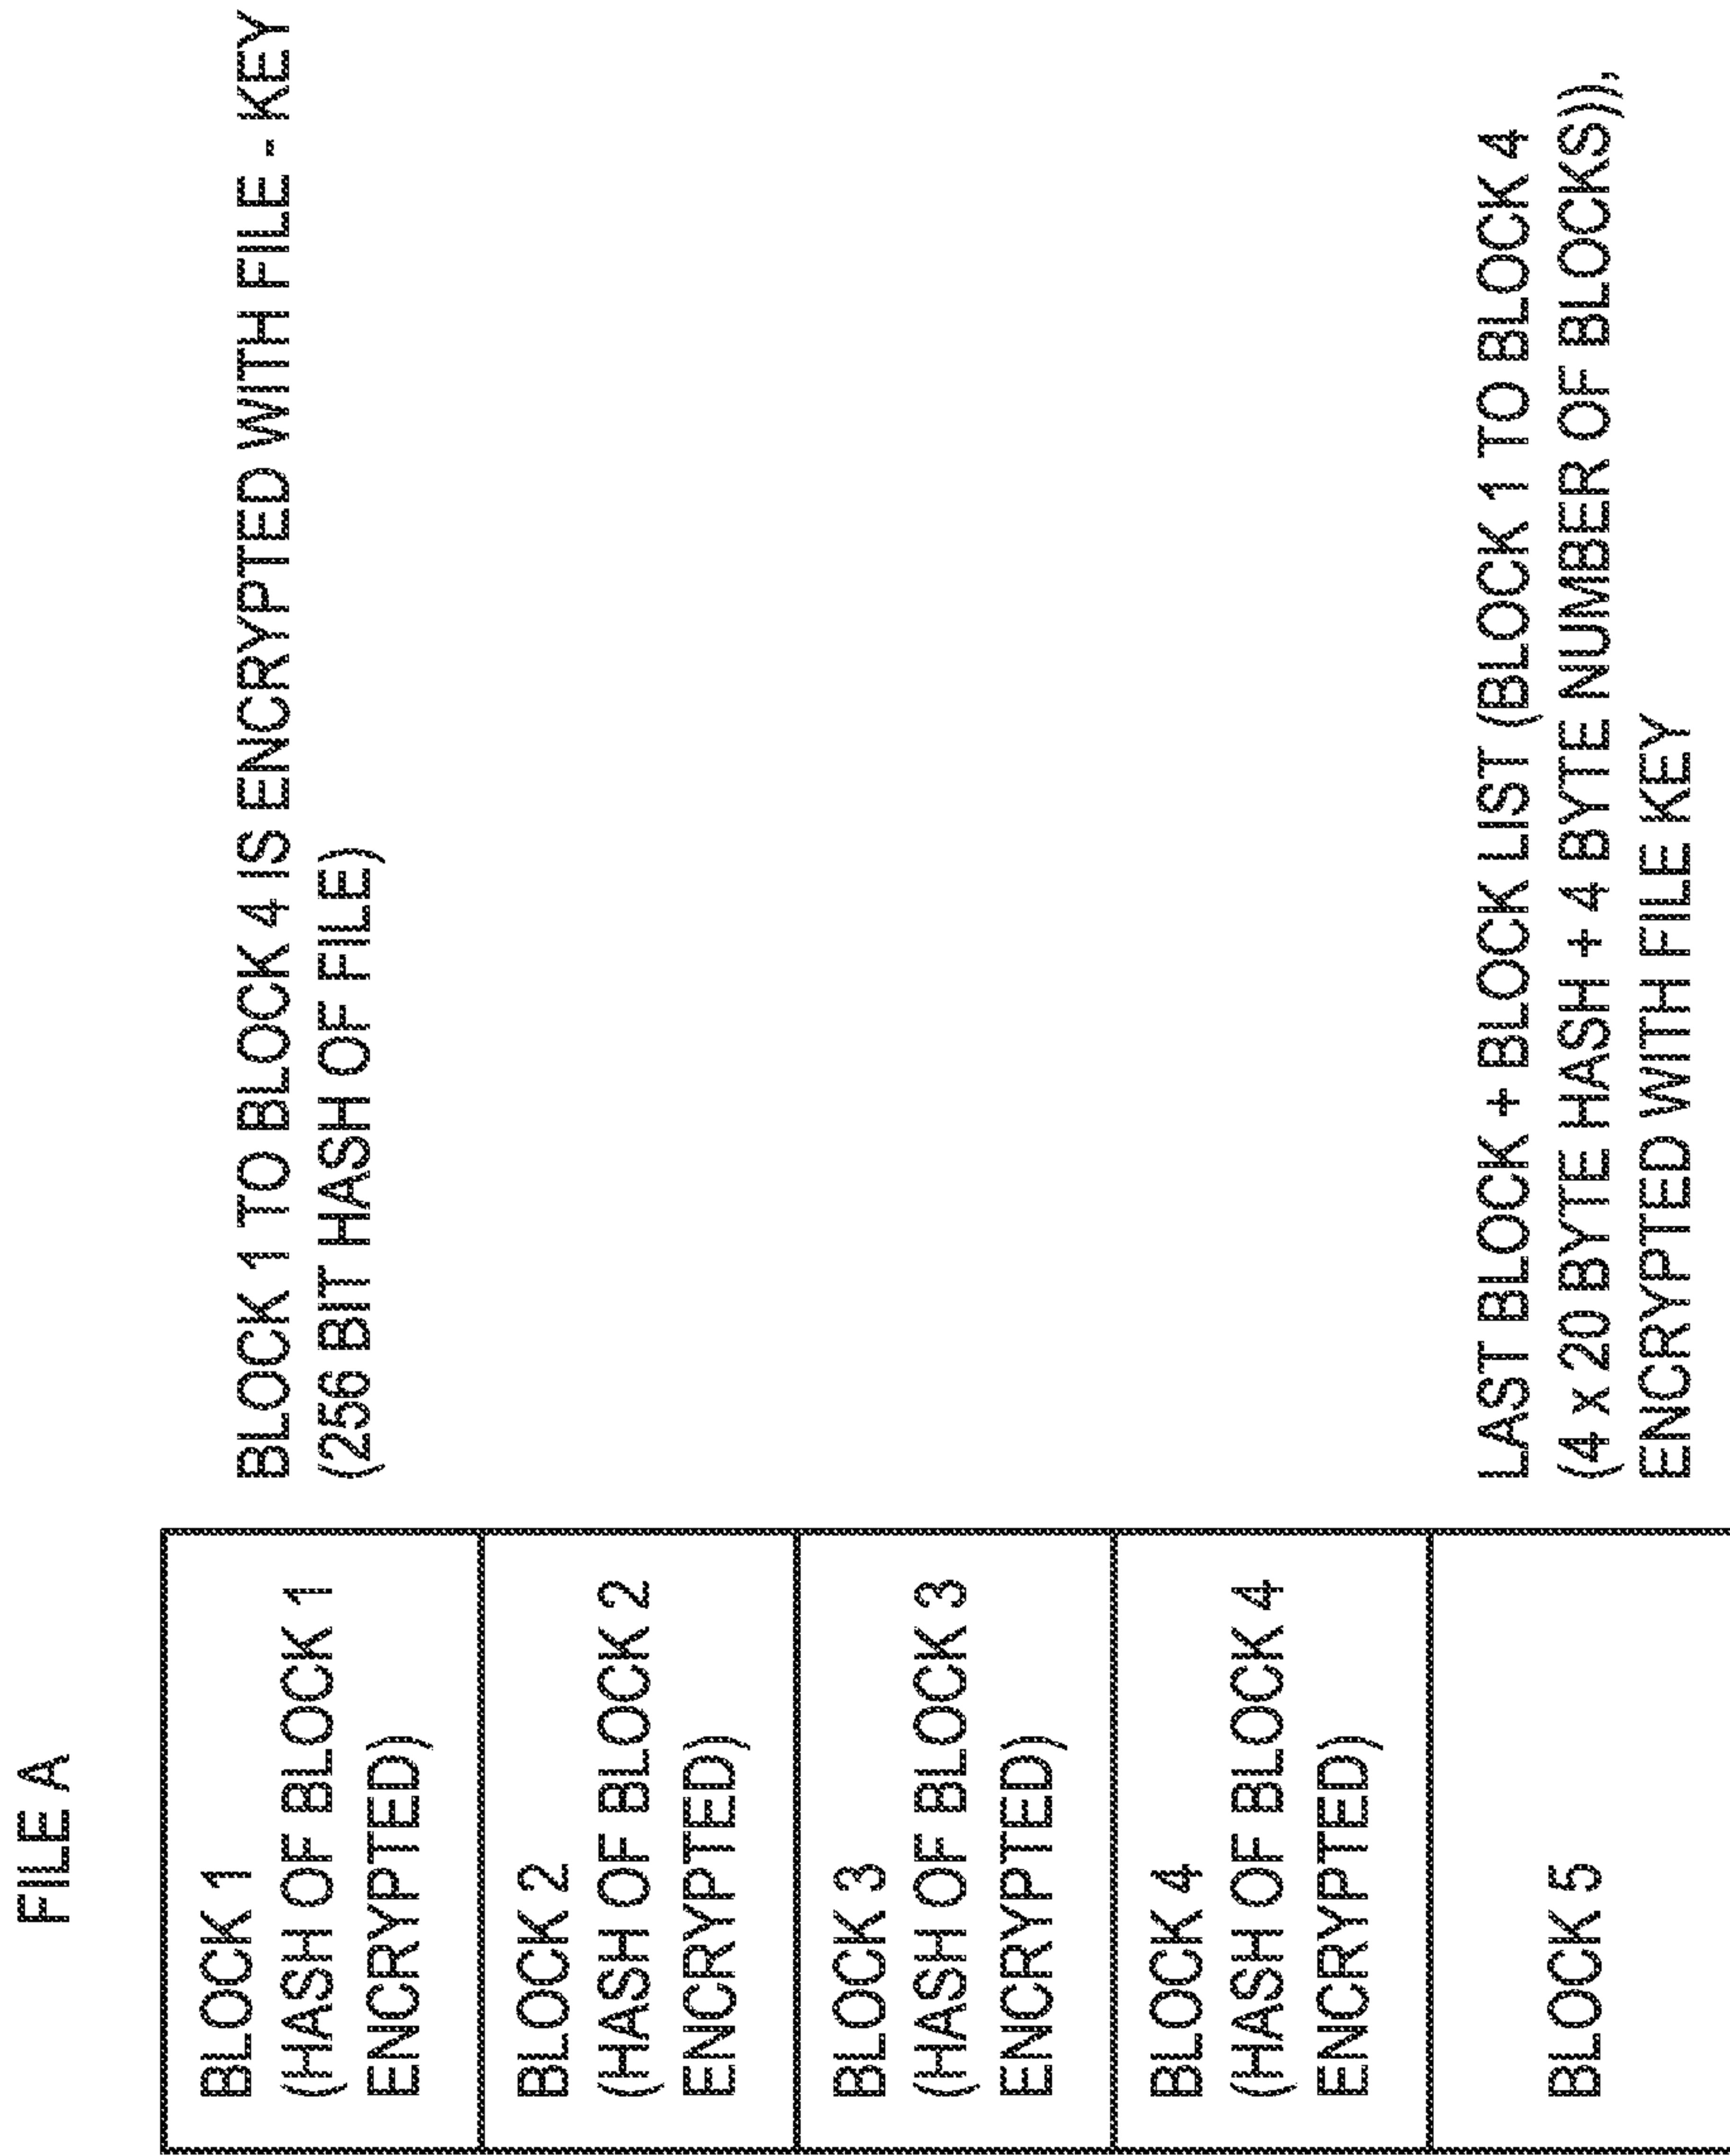 FILE A
BLOCK 1
(HASH OF BLOCK 1
ENCRYPTED)
BLOCK 1 TO BLOCK 4 IS ENCRYPTED WITH FILE - KEY
(256 BIT HASH OF FILE)
BLOCK 2
(HASH OF BLOCK 2
ENCRYPTED)
BLOCK 3
(HASH OF BLOCK 3
ENCRYPTED)
BLOCK 4
(HASH OF BLOCK 4
ENCRYPTED)
BLOCK 5
LAST BLOCK + BLOCK LIST (BLOCK 1 TO BLOCK 4
(4 x 20 BYTE HASH + 4 BYTE NUMBER OF BLOCKS)),
ENCRYPTED WITH FILE KEY